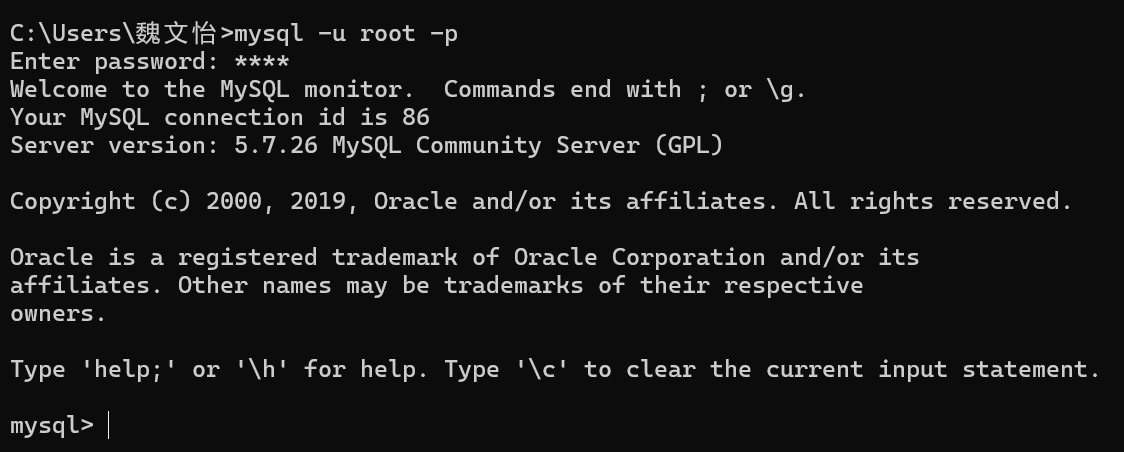 C:\Users\魏文怡>mysql -u root -p
Enter password: ****
Welcome to the MySQL monitor.  Commands end with ; or \g.
Your MySQL connection id is 86
Server version: 5.7.26 MySQL Community Server (GPL)
Copyright (c) 2000, 2019, Oracle and/or its affiliates. All rights reserved.
Oracle is a registered trademark of Oracle Corporation and/or its
affiliates. Other names may be trademarks of their respective
owners.
Type 'help;' or '\h' for help. Type '\c' to clear the current input statement.
mysql>